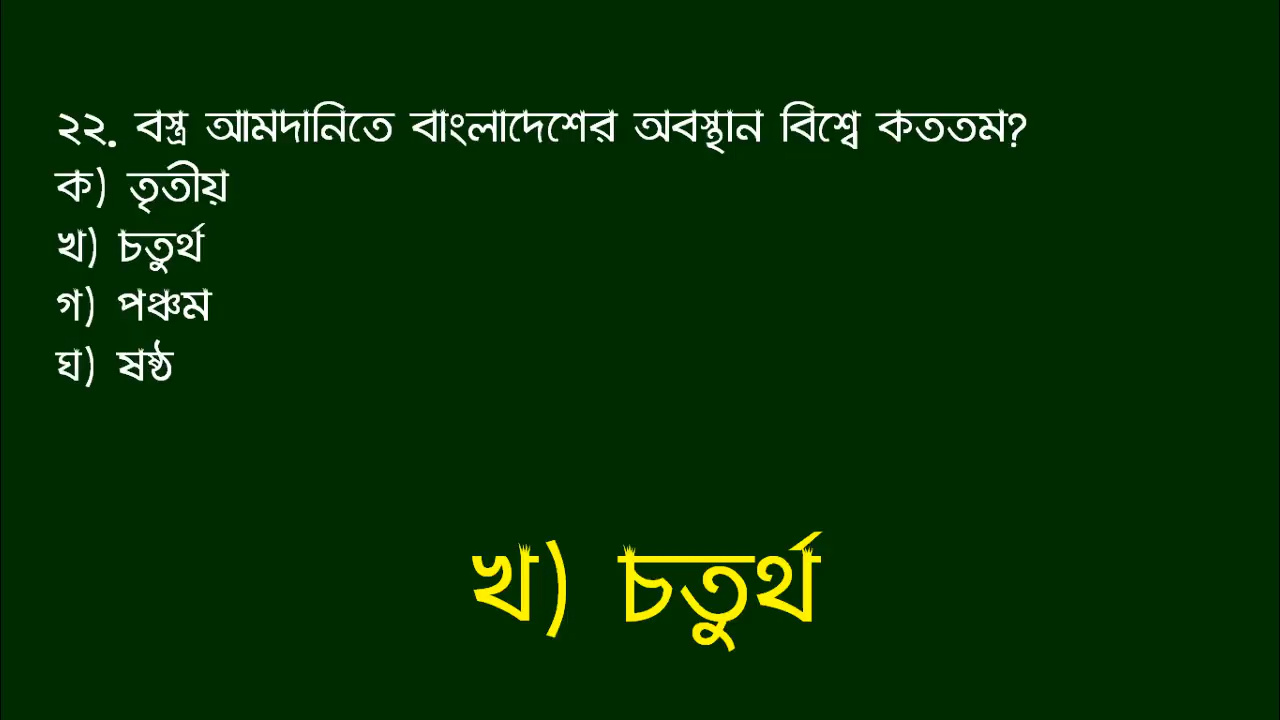 ২২. বস্ত্র আমদানিতে বাংলাদেশের অবস্থান বিশ্বে কততম?
ক) তৃতীয়
খ) চতুর্থ
গ) পঞ্চম
ঘ) ষষ্ঠ
খ) চতুর্থ